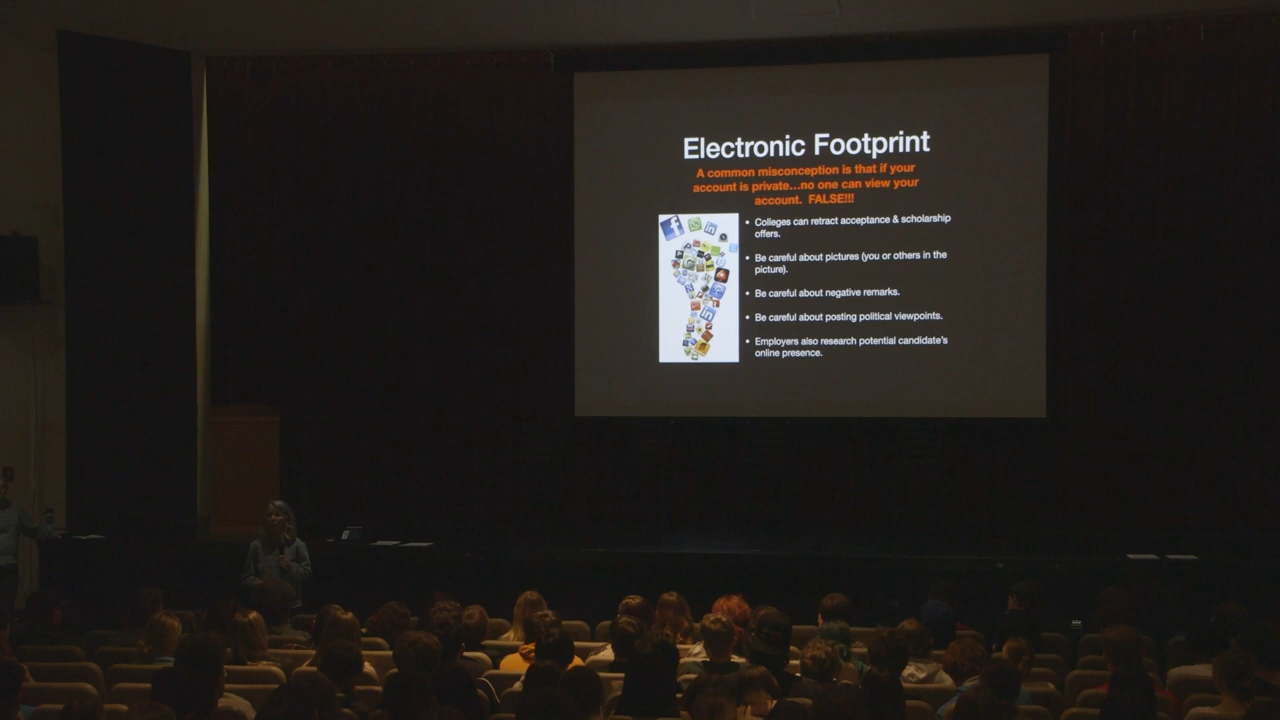 Electronic Footprint
A common misconception is that if your
account is private...no one can view your
account. FALSE!!!
• Colleges can retract acceptance & scholarship
offers.
• Be careful about pictures (you or others in the
picture).
• Be careful about negative remarks.
• Be careful about posting political viewpoints.
• Employers also research potential candidate's
online presence.